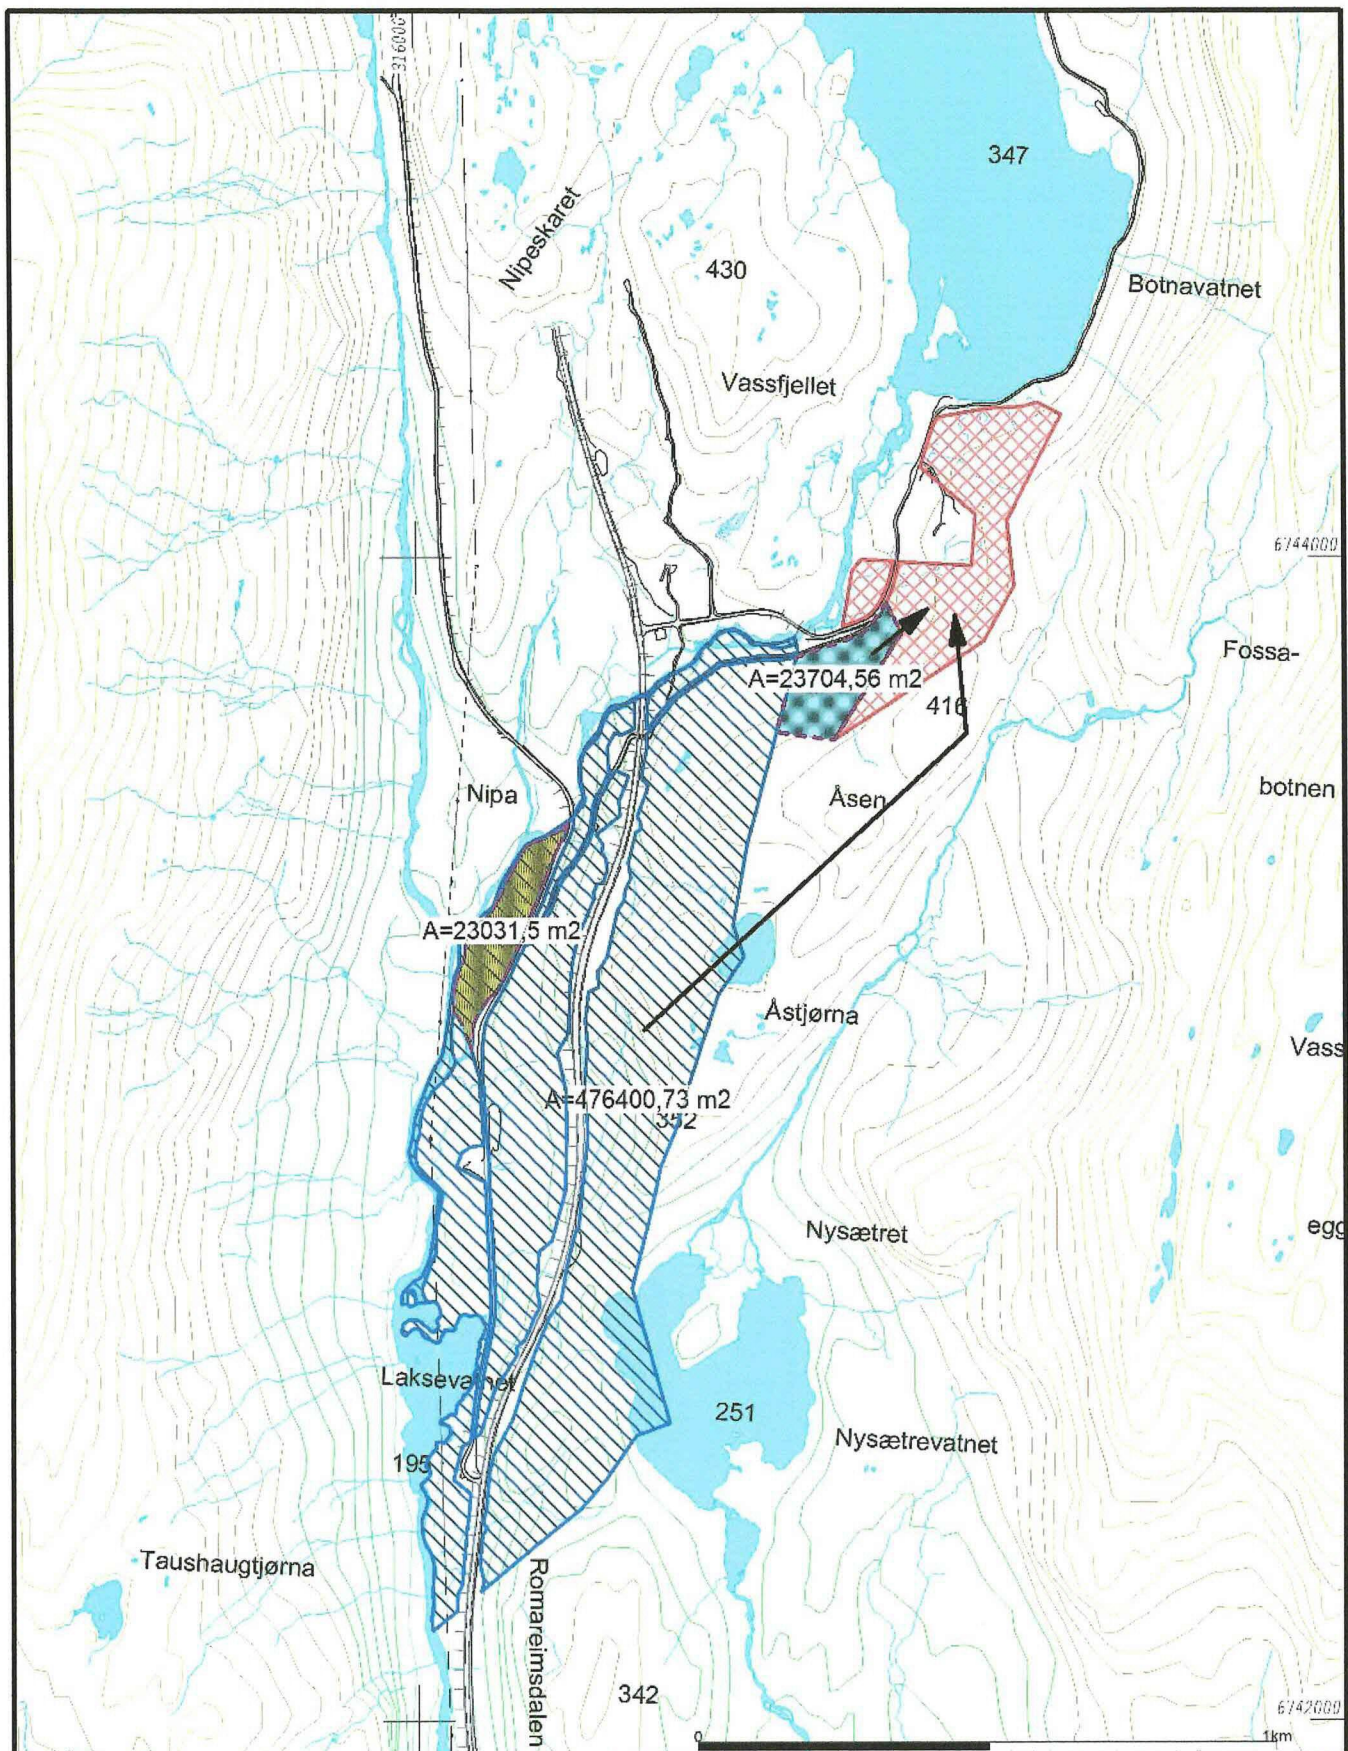 316000
347
Nipeskaret
430
Botnavatnet
Vassfjellet
6744000
Fossa-
A=23704,56 m2
416
botnen
Nipa
Åsen
A=23031,5 m2
Åstjørna
Vass
A=476400,73 m2
352
Nysætret
egg
Laksevatnet
251
Nysætrevatnet
195
Taushaugtjørna
Romareimsdalen
342
6742000
0
1km